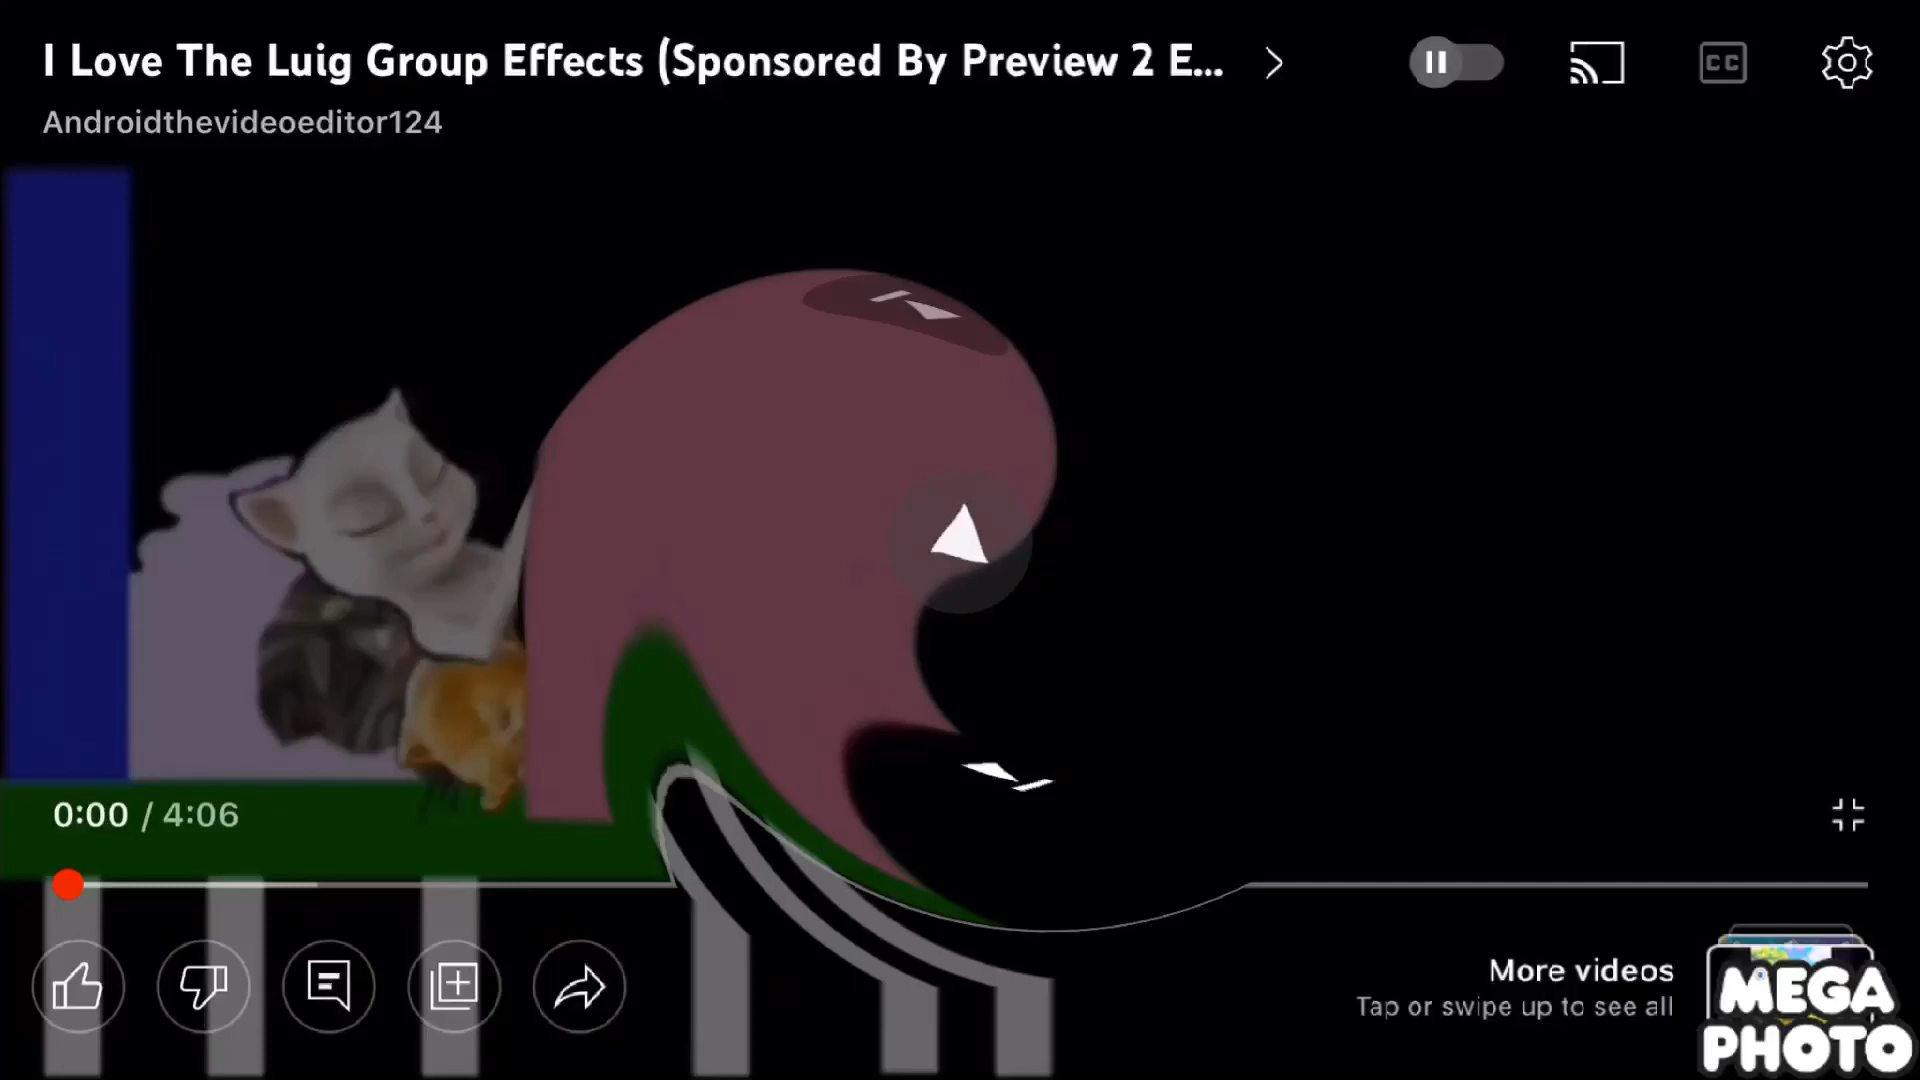 I Love The Luig Group Effects (Sponsored By Preview 2 E...
Androidthevideoeditor124
CC
0:00 / 4:06
More videos
Tap or swipe up to see all
MEGA
PHOTO